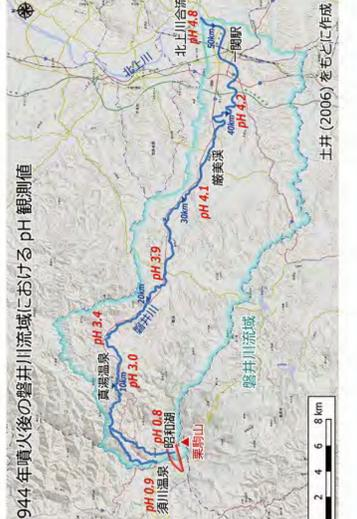 944 年噴火後の磐井川流域における pH 観測値
北上川合流
pH 4.8
50km
一関駅
北上川
40km
pH 4.2
厳美渓
30km
pH 4.1
pH 3.9
20km
磐井川
pH 3.4
真湯温泉
10km
pH 3.0
磐井川流域
pH 0.8
昭和湖
pH 0.9
須川温泉
栗駒山
2 4 6 8 km
土井 (2006) をもとに作成